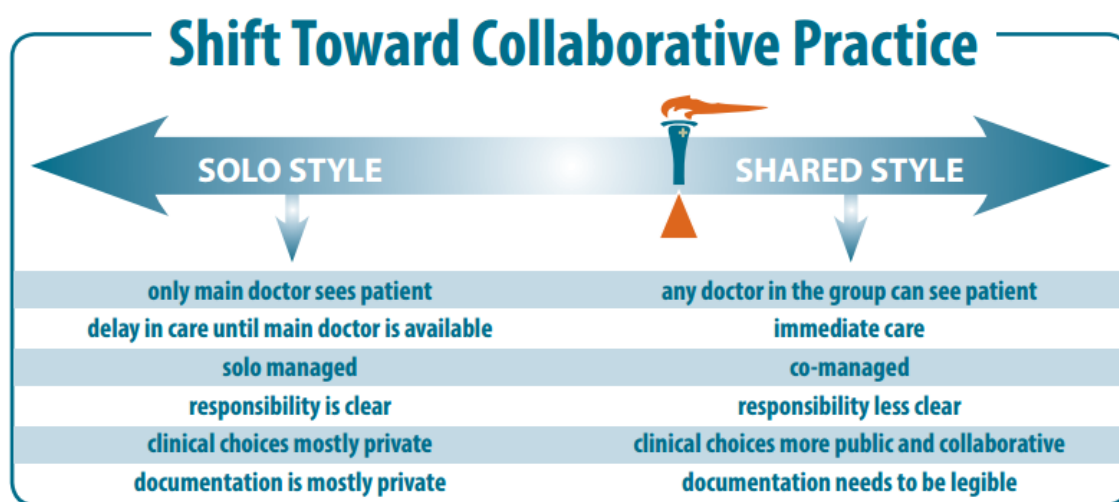 Shift Toward Collaborative Practice
SOLO STYLE
SHARED STYLE
only main doctor sees patient
any doctor in the group can see patient
delay in care until main doctor is available
immediate care
solo managed
co-managed
responsibility is clear
responsibility less clear
clinical choices mostly private
clinical choices more public and collaborative
documentation is mostly private
documentation needs to be legible